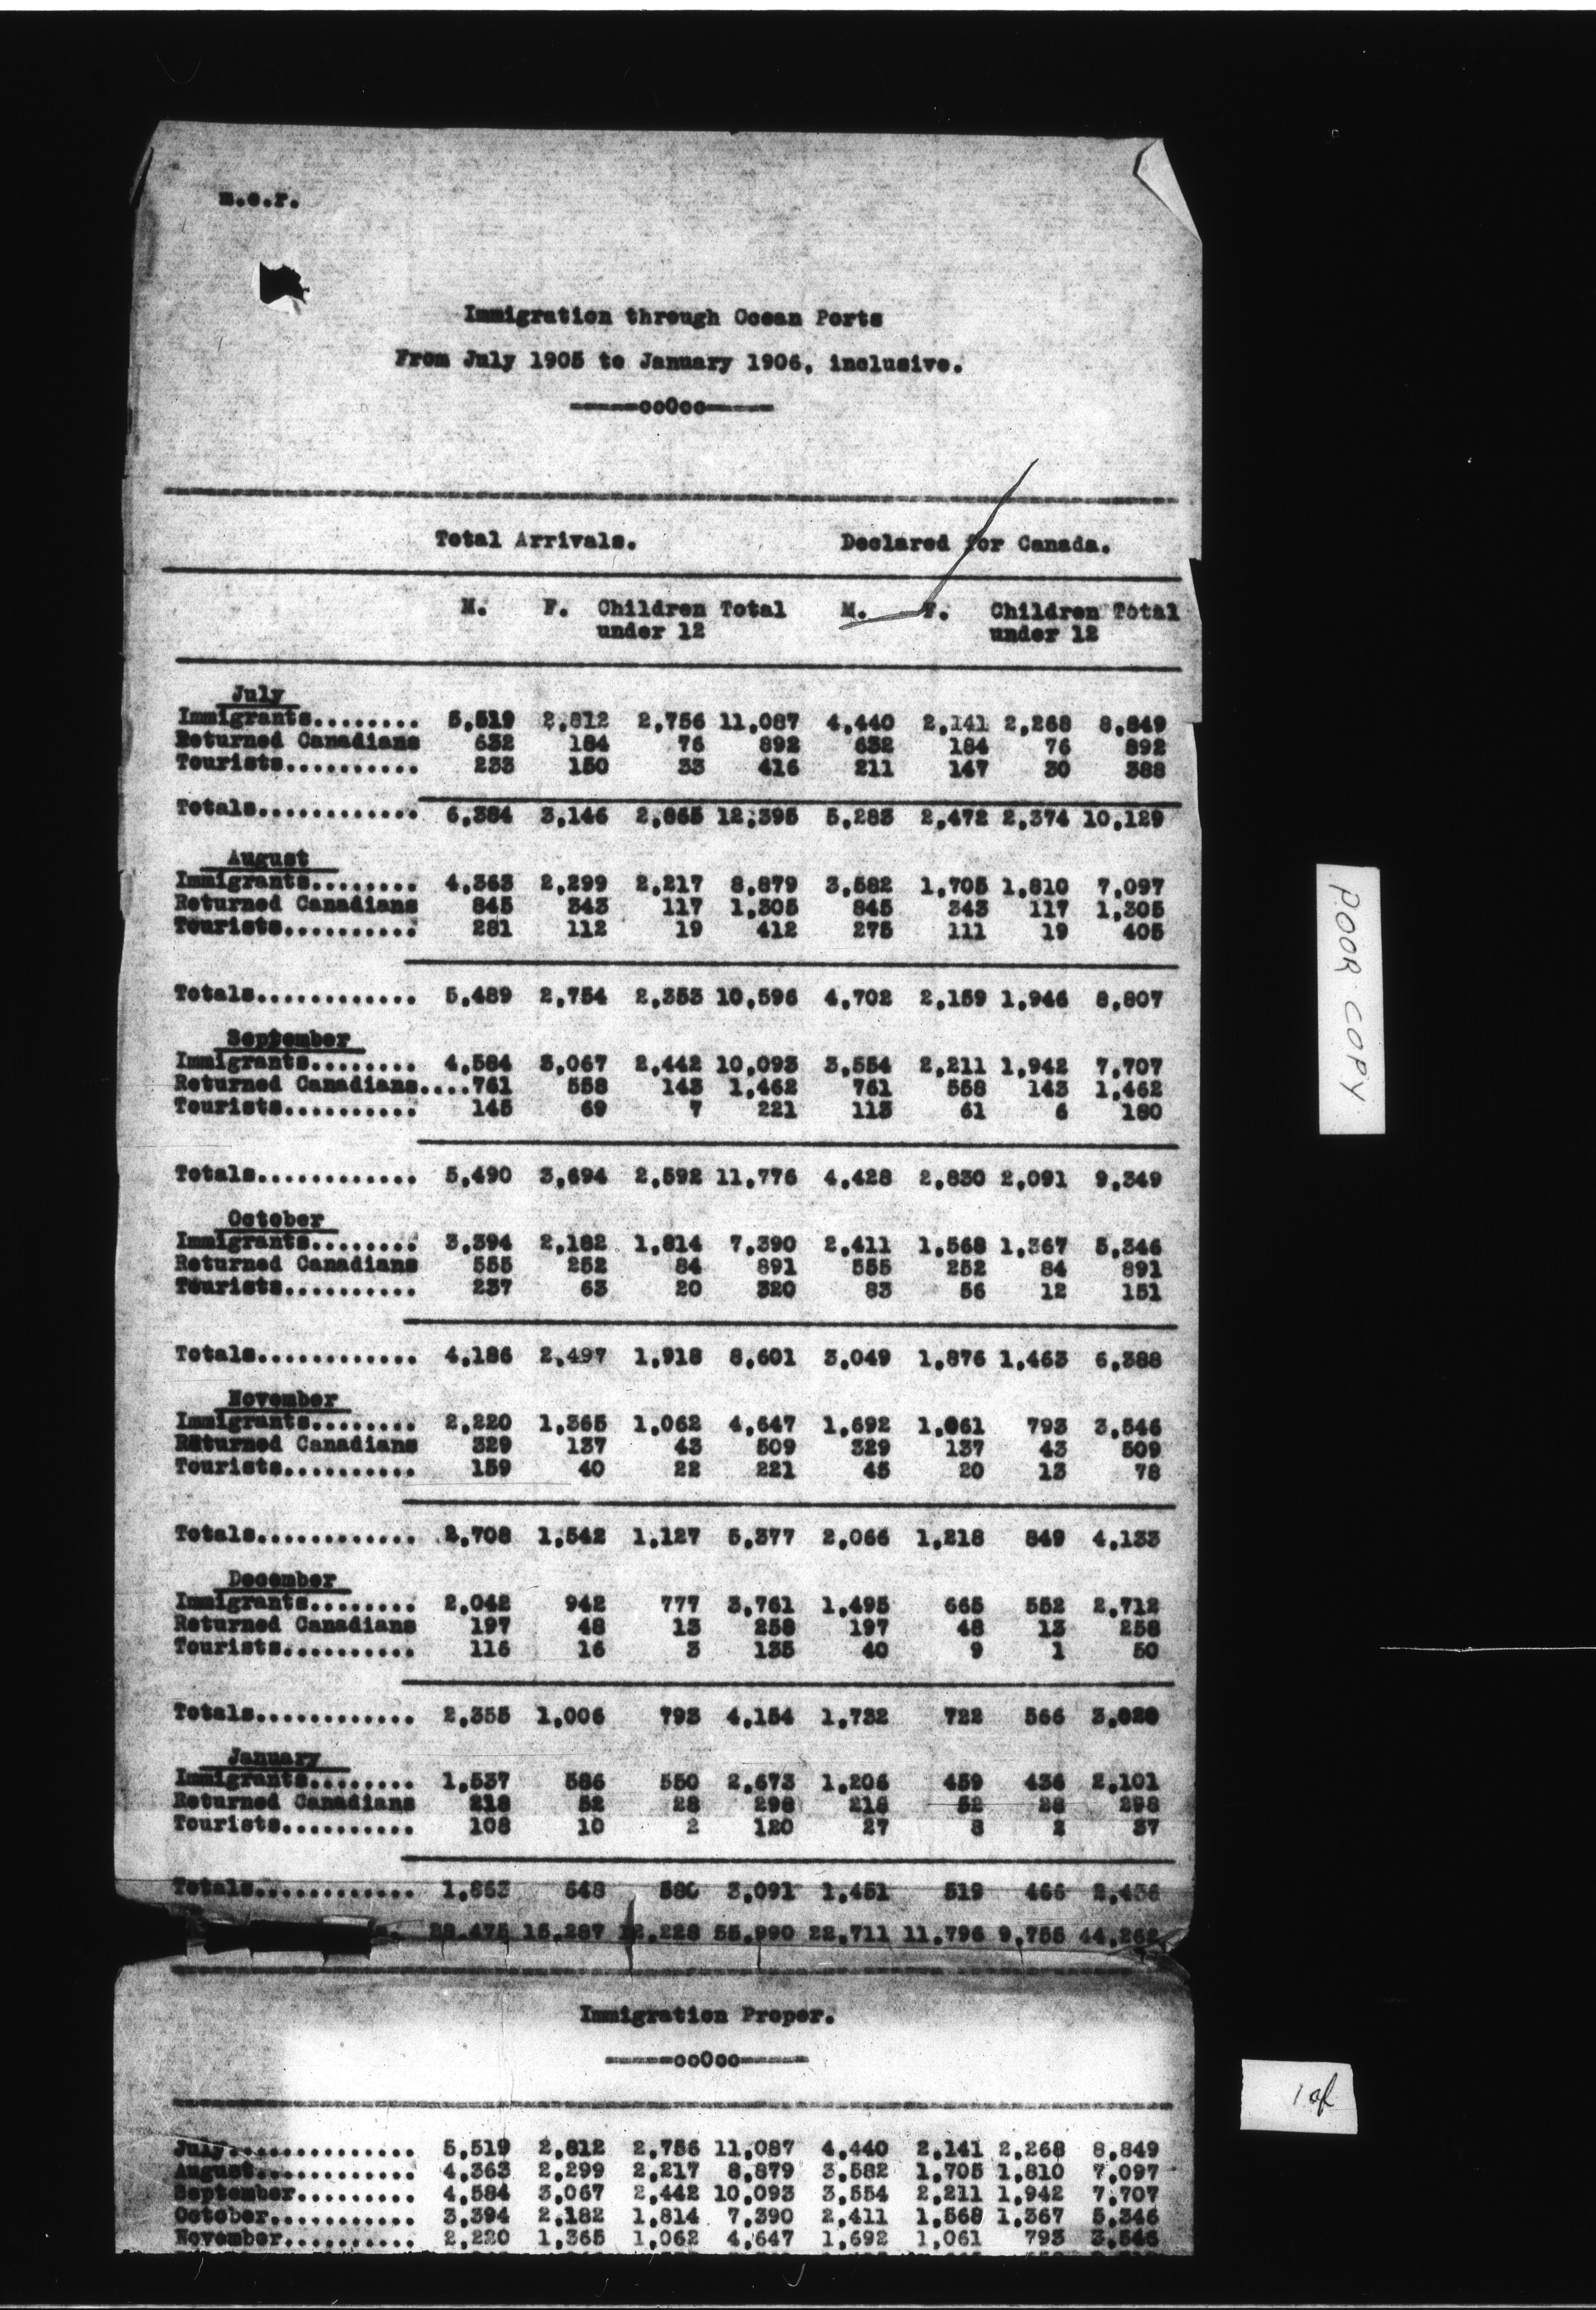 m.e.r.
Immigration through Ocean Ports
From July 1905 to January 1906, inclusive.
------ooOoo------
Total Arrivals. Declared for Canada.
M. F. Children Total M. F. Children Total
under 12 under 12
July
Immigrants........ 5,519 2,812 2,756 11,087 4,440 2,141 2,268 8,849
Returned Canadians 632 184 76 892 632 184 76 892
Tourists.......... 233 150 33 416 211 147 30 388
Totals............ 6,384 3,146 2,865 12,395 5,283 2,472 2,374 10,129
August
Immigrants........ 4,363 2,299 2,217 8,879 3,582 1,705 1,810 7,097
Returned Canadians 845 343 117 1,305 845 343 117 1,305
Tourists.......... 281 112 19 412 275 111 19 405
Totals............ 5,489 2,754 2,353 10,596 4,702 2,159 1,946 8,807
September
Immigrants........ 4,584 3,067 2,442 10,093 3,554 2,211 1,942 7,707
Returned Canadians....761 558 143 1,462 761 558 143 1,462
Tourists.......... 145 69 7 221 113 61 6 180
Totals............ 5,490 3,694 2,592 11,776 4,428 2,830 2,091 9,349
October
Immigrants........ 3,394 2,182 1,814 7,390 2,411 1,568 1,367 5,346
Returned Canadians 555 252 84 891 555 252 84 891
Tourists.......... 237 63 20 320 83 56 12 151
Totals............ 4,186 2,497 1,918 8,601 3,049 1,876 1,463 6,388
November
Immigrants........ 2,220 1,365 1,062 4,647 1,692 1,061 793 3,546
Returned Canadians 329 137 43 509 329 137 43 509
Tourists.......... 159 40 22 221 45 20 13 78
Totals............ 2,708 1,542 1,127 5,377 2,066 1,218 849 4,133
December
Immigrants........ 2,042 942 777 3,761 1,495 665 552 2,712
Returned Canadians 197 48 13 258 197 48 13 258
Tourists.......... 116 16 3 135 40 9 1 50
Totals............ 2,355 1,006 793 4,154 1,732 722 566 3,020
January
Immigrants........ 1,537 586 550 2,673 1,206 459 436 2,101
Returned Canadians 218 52 28 298 218 52 28 298
Tourists.......... 108 10 2 120 27 8 2 37
Totals............ 1,863 648 580 3,091 1,451 519 466 2,436
28,475 15,287 12,228 55,990 22,711 11,796 9,755 44,262
Immigration Proper.
------ooOoo------
July............... 5,519 2,812 2,756 11,087 4,440 2,141 2,268 8,849
August............. 4,363 2,299 2,217 8,879 3,582 1,705 1,810 7,097
September......... 4,584 3,067 2,442 10,093 3,554 2,211 1,942 7,707
October........... 3,394 2,182 1,814 7,390 2,411 1,568 1,367 5,346
November.......... 2,220 1,365 1,062 4,647 1,692 1,061 793 3,546
POOR COPY
1 of